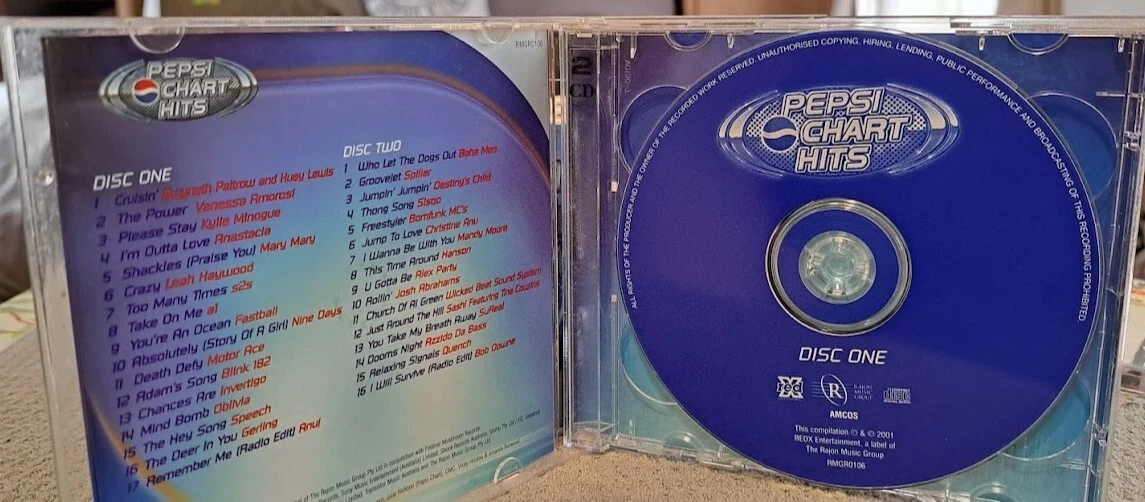 RMGR0106
PEPSI
CHART
HITS
DISC ONE
1 Cruisin' Gwyneth Paltrow and Huey Lewis
2 The Power Vanessa Amorosi
3 Please Stay Kylie Minogue
4 I'm Outta Love Anastacia
5 Shackles (Praise You) Mary Mary
6 Crazy Leah Haywood
7 Too Many Times s2s
8 Take On Me a1
9 You're An Ocean Fastball
10 Absolutely (Story Of A Girl) Nine Days
11 Death Defy Motor Ace
12 Adam's Song Blink 182
13 Chances Are Invertigo
14 Mind Bomb Oblivia
15 The Hey Song Speech
16 The Deer In You Gerling
17 Remember Me (Radio Edit) Anuj
DISC TWO
1 Who Let The Dogs Out Baha Men
2 Groovejet Spiller
3 Jumpin' Jumpin' Destiny's Child
4 Thong Song Sisqo
5 Freestyler Bomfunk MC's
6 Jump To Love Christine Anu
7 I Wanna Be With You Mandy Moore
8 This Time Around Hanson
9 U Gotta Be Alex Party
10 Rollin' Josh Abrahams
11 Church Of Al Green Wicked Beat Sound System
12 Just Around The Hill Sash! Featuring Tina Cousins
13 You Take My Breath Away SuReal
14 Dooms Night Azzido Da Bass
15 Relaxing Signals Quench
16 I Will Survive (Radio Edit) Bob Downe
2
CD
ALL RIGHTS OF THE PRODUCER AND THE OWNER OF THE RECORDED WORK RESERVED. UNAUTHORISED COPYING, HIRING, LENDING, PUBLIC PERFORMANCE AND BROADCASTING OF THIS RECORDING PROHIBITED.
PEPSI
CHART
HITS
DISC ONE
X
red
R
RAJON
MUSIC
GROUP
disc
AMCOS
This compilation ℗ & © 2001
REDX Entertainment, a label of
The Rajon Music Group
RMGR0106